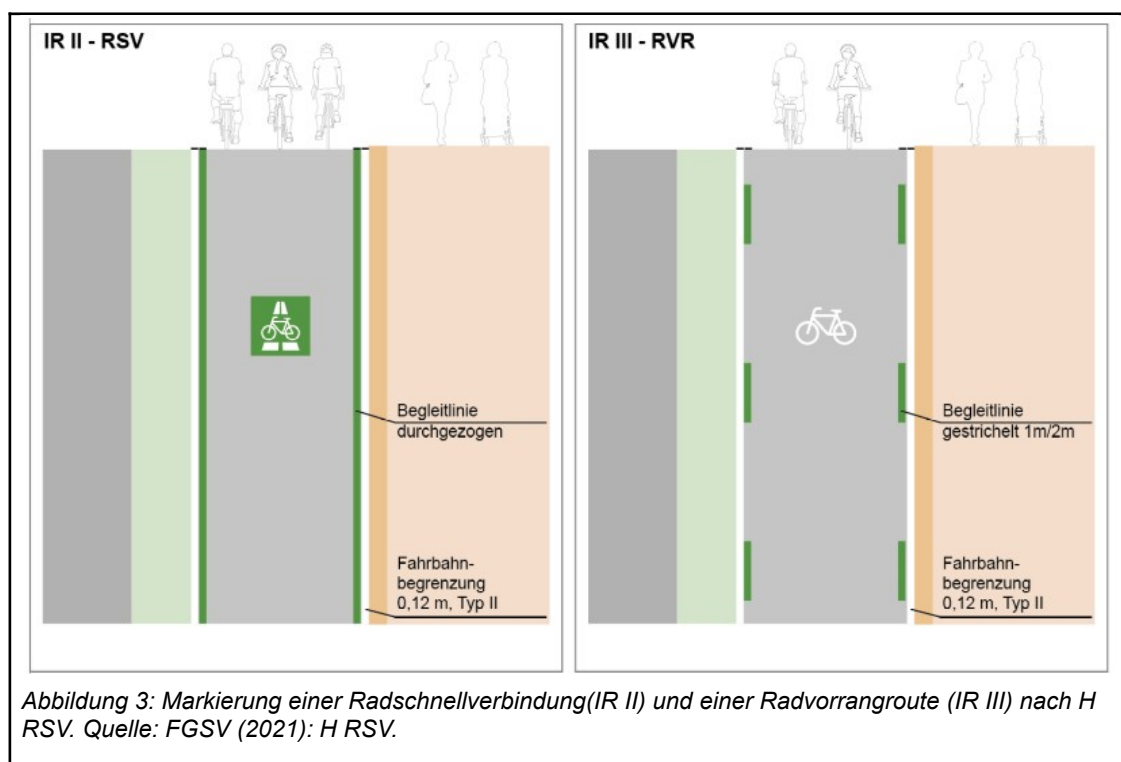 IR II - RSV
Begleitlinie
durchgezogen
Fahrbahn-
begrenzung
0,12 m, Typ II
IR III - RVR
Begleitlinie
gestrichelt 1m/2m
Fahrbahn-
begrenzung
0,12 m, Typ II
Abbildung 3: Markierung einer Radschnellverbindung(IR II) und einer Radvorrangroute (IR III) nach H
RSV. Quelle: FGSV (2021): H RSV.